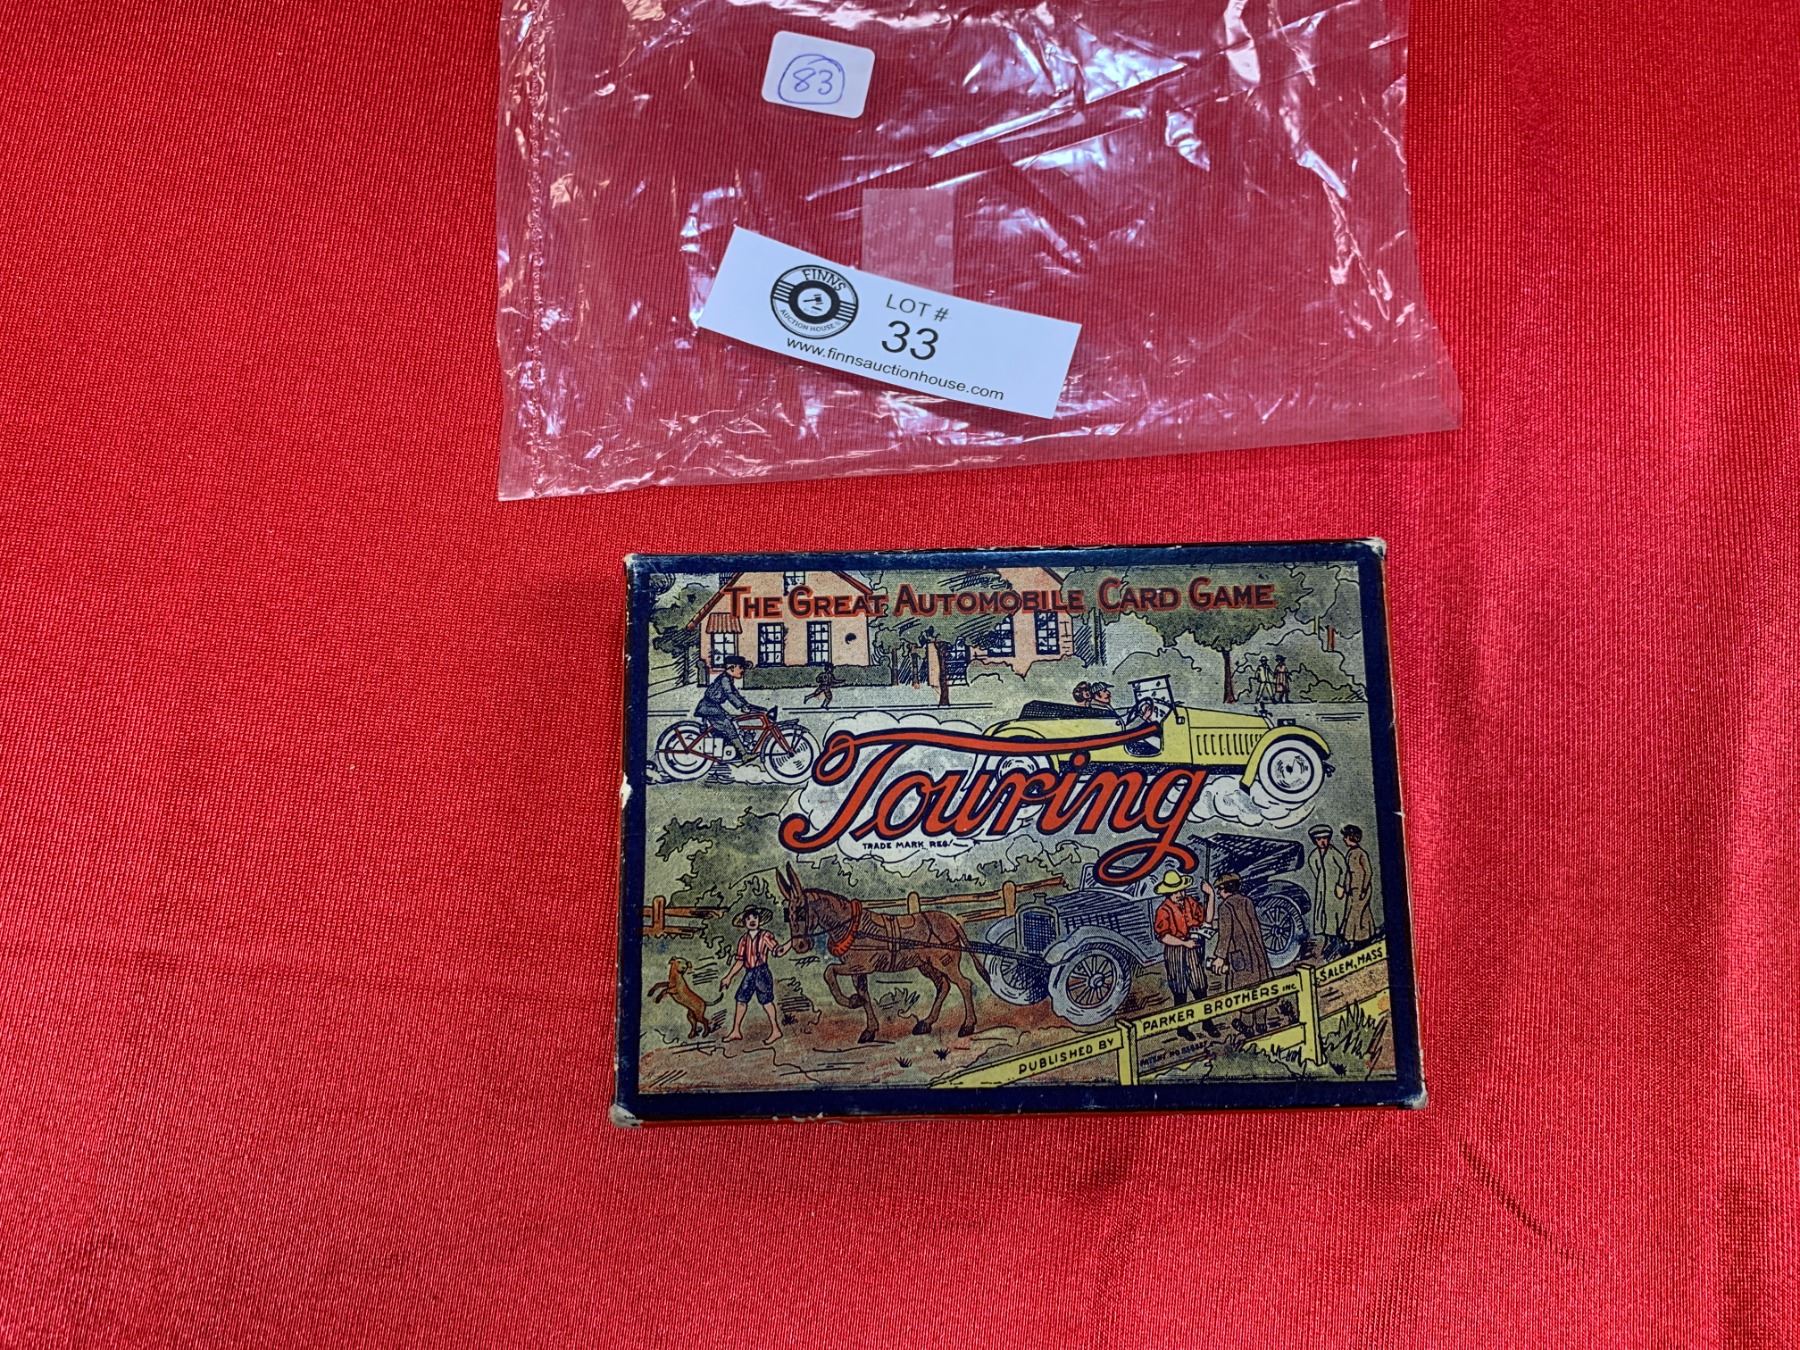 83
FINNS
AUCTION HOUSE
LOT #
33
www.finnsauctionhouse.com
THE GREAT AUTOMOBILE CARD GAME
Touring
TRADE MARK REG.
PUBLISHED BY PARKER BROTHERS INC. SALEM, MASS